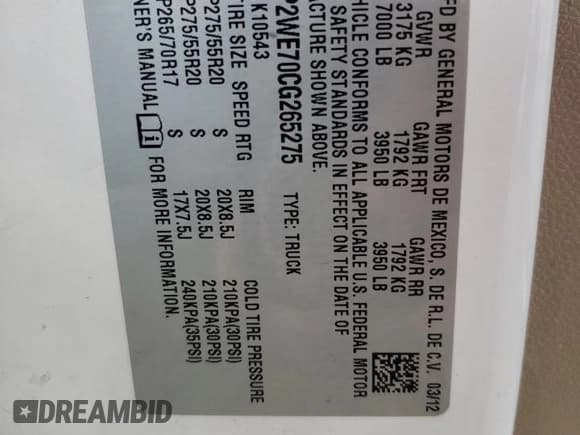 FD BY GENERAL MOTORS DE MEXICO, S. DE R.L. DE C.V. 03/12
GVWR GAWR FRT GAWR RR
3175 KG 1792 KG 1792 KG
7000 LB 3950 LB 3950 LB
HICLE CONFORMS TO ALL APPLICABLE U.S. FEDERAL MOTOR
SAFETY STANDARDS IN EFFECT ON THE DATE OF
ACTURE SHOWN ABOVE.
P2WE70CG265275 TYPE: TRUCK
K10543
TIRE SIZE SPEED RTG RIM COLD TIRE PRESSURE
P275/55R20 S 20X8.5J 210KPA(30PSI)
P275/55R20 S 20X8.5J 210KPA(30PSI)
P265/70R17 S 17X7.5J 240KPA(35PSI)
NER'S MANUAL FOR MORE INFORMATION.
DREAMBID